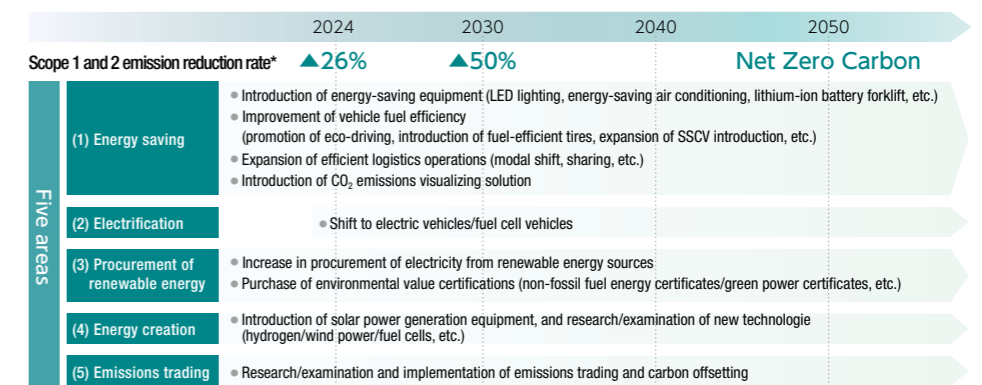 2024 2030 2040 2050
Scope 1 and 2 emission reduction rate* ▲26% ▲50% Net Zero Carbon
Five areas
(1) Energy saving
● Introduction of energy-saving equipment (LED lighting, energy-saving air conditioning, lithium-ion battery forklift, etc.)
● Improvement of vehicle fuel efficiency
(promotion of eco-driving, introduction of fuel-efficient tires, expansion of SSCV introduction, etc.)
● Expansion of efficient logistics operations (modal shift, sharing, etc.)
● Introduction of CO₂ emissions visualizing solution
(2) Electrification
● Shift to electric vehicles/fuel cell vehicles
(3) Procurement of
renewable energy
● Increase in procurement of electricity from renewable energy sources
● Purchase of environmental value certifications (non-fossil fuel energy certificates/green power certificates, etc.)
(4) Energy creation
● Introduction of solar power generation equipment, and research/examination of new technologie
(hydrogen/wind power/fuel cells, etc.)
(5) Emissions trading
● Research/examination and implementation of emissions trading and carbon offsetting